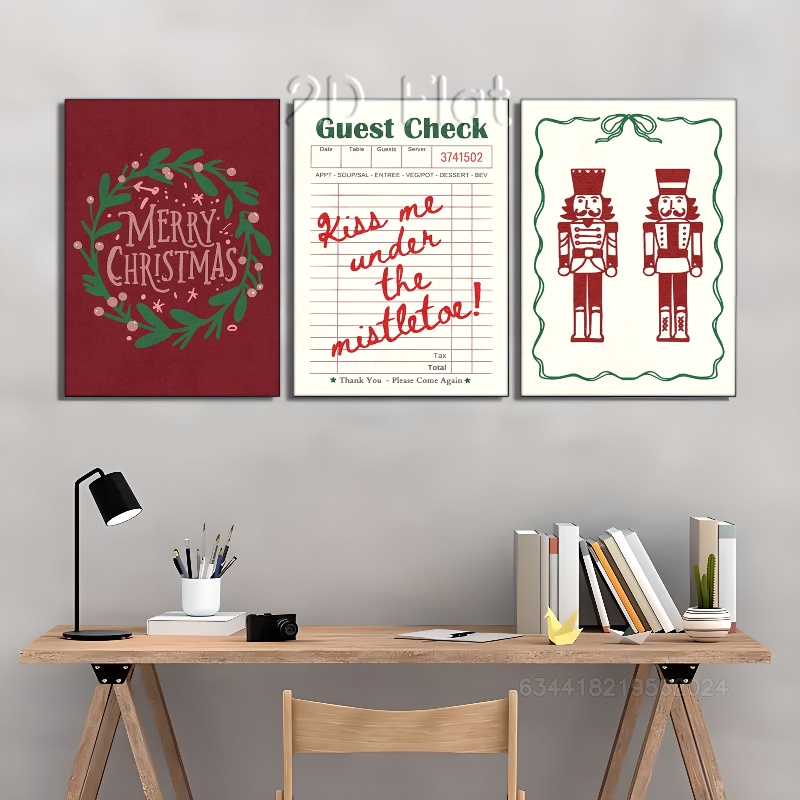 2D Flat
MERRY
CHRISTMAS
Guest Check
Date Table Guests Server
3741502
APPT - SOUP/SAL - ENTREE - VEG/POT - DESSERT - BEV
Kiss me
under
the
mistletoe!
Tax
Total
★ Thank You - Please Come Again ★